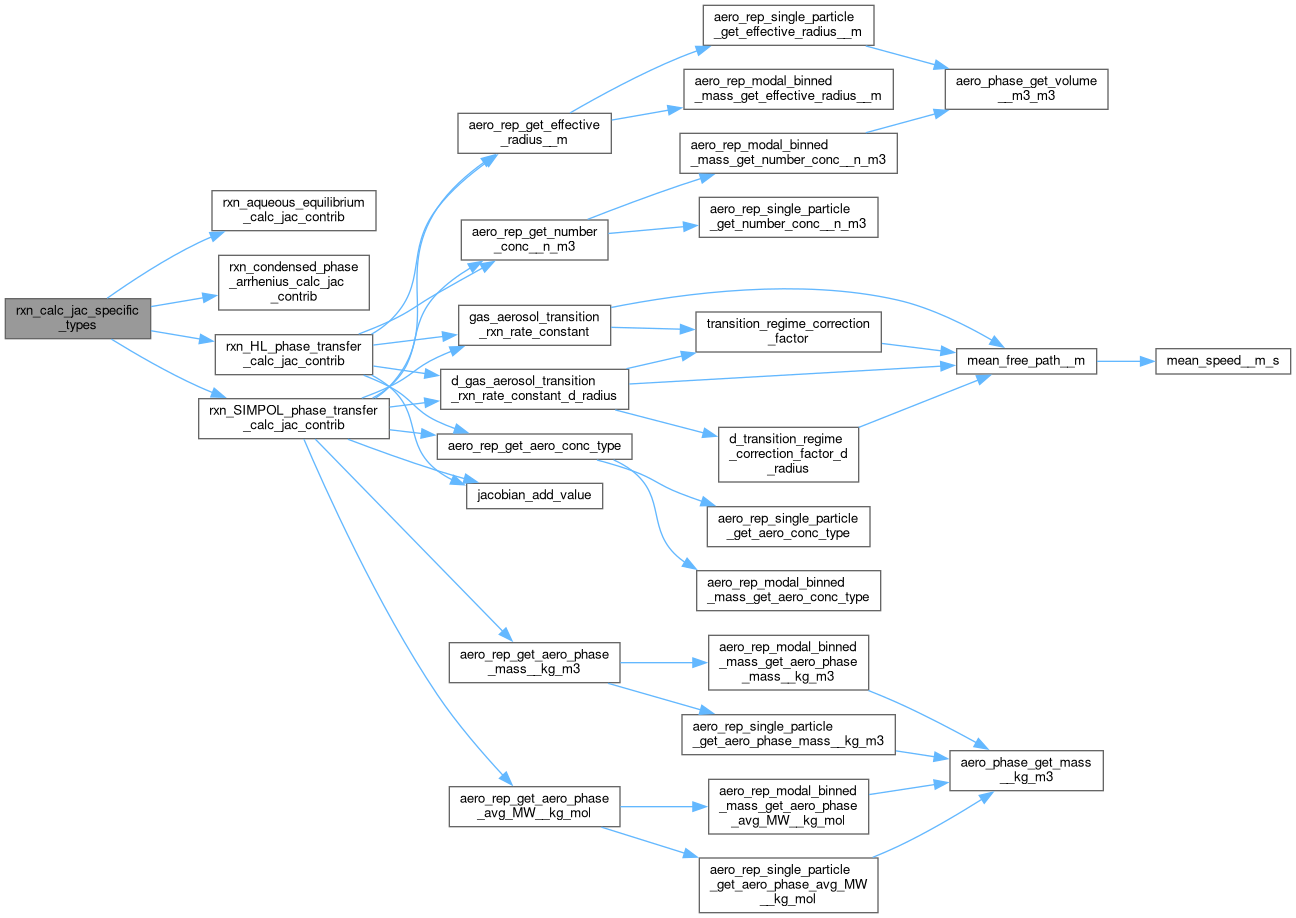 rxn_calc_jac_specific
_types
rxn_aqueous_equilibrium
_calc_jac_contrib
rxn_condensed_phase
_arrhenius_calc_jac
_contrib
rxn_HL_phase_transfer
_calc_jac_contrib
rxn_SIMPOL_phase_transfer
_calc_jac_contrib
aero_rep_get_effective
_radius__m
aero_rep_get_number
_conc__n_m3
gas_aerosol_transition
_rxn_rate_constant
d_gas_aerosol_transition
_rxn_rate_constant_d_radius
aero_rep_get_aero_conc_type
jacobian_add_value
aero_rep_get_aero_phase
_mass__kg_m3
aero_rep_get_aero_phase
_avg_MW__kg_mol
aero_rep_single_particle
_get_effective_radius__m
aero_rep_modal_binned
_mass_get_effective_radius__m
aero_rep_modal_binned
_mass_get_number_conc__n_m3
aero_rep_single_particle
_get_number_conc__n_m3
transition_regime_correction
_factor
d_transition_regime
_correction_factor_d
_radius
aero_rep_single_particle
_get_aero_conc_type
aero_rep_modal_binned
_mass_get_aero_conc_type
aero_rep_modal_binned
_mass_get_aero_phase
_mass__kg_m3
aero_rep_single_particle
_get_aero_phase_mass__kg_m3
aero_rep_modal_binned
_mass_get_aero_phase
_avg_MW__kg_mol
aero_rep_single_particle
_get_aero_phase_avg_MW
__kg_mol
aero_phase_get_volume
__m3_m3
mean_free_path__m
aero_phase_get_mass
__kg_m3
mean_speed__m_s